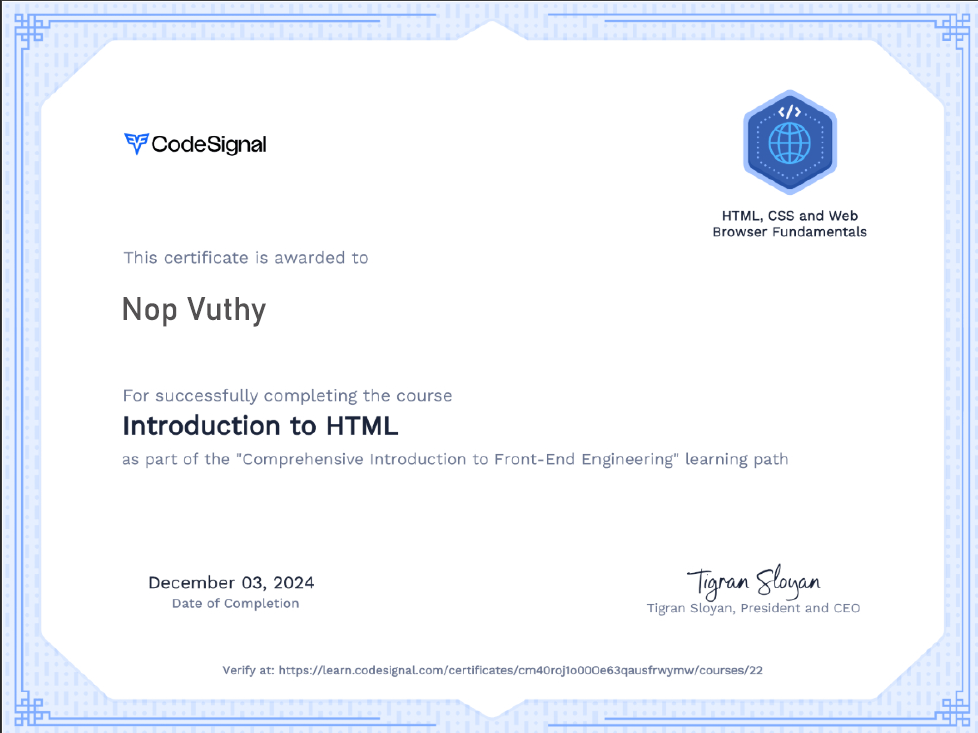 CodeSignal
</>
HTML, CSS and Web
Browser Fundamentals
This certificate is awarded to
Nop Vuthy
For successfully completing the course
Introduction to HTML
as part of the "Comprehensive Introduction to Front-End Engineering" learning path
December 03, 2024
Date of Completion
Tigran Sloyan
Tigran Sloyan, President and CEO
Verify at: https://learn.codesignal.com/certificates/cm40roj1o000e63qausfrwymw/courses/22